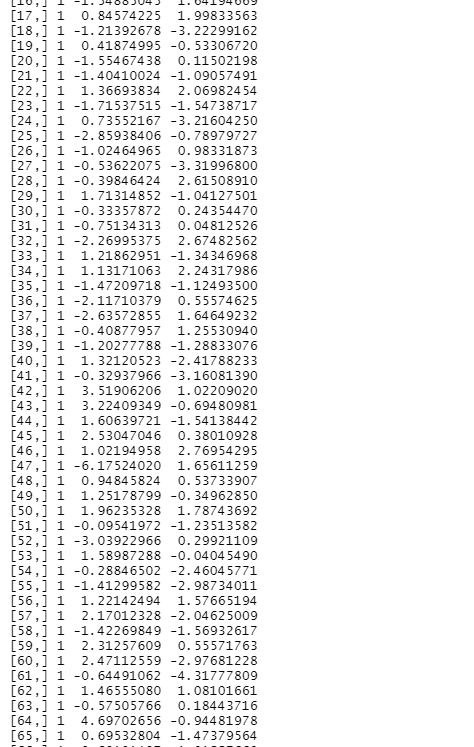 [16,] 1 -1.54885045 1.64194669
[17,] 1 0.84574225 1.99833563
[18,] 1 -1.21392678 -3.22299162
[19,] 1 0.41874995 -0.53306720
[20,] 1 -1.55467438 0.11502198
[21,] 1 -1.40410024 -1.09057491
[22,] 1 1.36693834 2.06982454
[23,] 1 -1.71537515 -1.54738717
[24,] 1 0.73552167 -3.21604250
[25,] 1 -2.85938406 -0.78979727
[26,] 1 -1.02464965 0.98331873
[27,] 1 -0.53622075 -3.31996800
[28,] 1 -0.39846424 2.61508910
[29,] 1 1.71314852 -1.04127501
[30,] 1 -0.33357872 0.24354470
[31,] 1 -0.75134313 0.04812526
[32,] 1 -2.26995375 2.67482562
[33,] 1 1.21862951 -1.34346968
[34,] 1 1.13171063 2.24317986
[35,] 1 -1.47209718 -1.12493500
[36,] 1 -2.11710379 0.55574625
[37,] 1 -2.63572855 1.64649232
[38,] 1 -0.40877957 1.25530940
[39,] 1 -1.20277788 -1.28833076
[40,] 1 1.32120523 -2.41788233
[41,] 1 -0.32937966 -3.16081390
[42,] 1 3.51906206 1.02209020
[43,] 1 3.22409349 -0.69480981
[44,] 1 1.60639721 -1.54138442
[45,] 1 2.53047046 0.38010928
[46,] 1 1.02194958 2.76954295
[47,] 1 -6.17524020 1.65611259
[48,] 1 0.94845824 0.53733907
[49,] 1 1.25178799 -0.34962850
[50,] 1 1.96235328 1.78743692
[51,] 1 -0.09541972 -1.23513582
[52,] 1 -3.03922966 0.29921109
[53,] 1 1.58987288 -0.04045490
[54,] 1 -0.28846502 -2.46045771
[55,] 1 -1.41299582 -2.98734011
[56,] 1 1.22142494 1.57665194
[57,] 1 2.17012328 -2.04625009
[58,] 1 -1.42269849 -1.56932617
[59,] 1 2.31257609 0.55571763
[60,] 1 2.47112559 -2.97681228
[61,] 1 -0.64491062 -4.31777809
[62,] 1 1.46555080 1.08101661
[63,] 1 -0.57505766 0.18443716
[64,] 1 4.69702656 -0.94481978
[65,] 1 0.69532804 -1.47379564